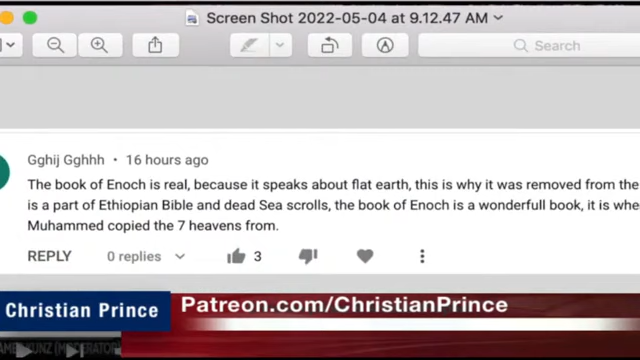 Screen Shot 2022-05-04 at 9.12.47 AM
Search
Gghij Gghhh • 16 hours ago
The book of Enoch is real, because it speaks about flat earth, this is why it was removed from the
is a part of Ethiopian Bible and dead Sea scrolls, the book of Enoch is a wonderfull book, it is
Muhammed copied the 7 heavens from.
REPLY 0 replies 3
Christian Prince
Patreon.com/ChristianPrince
(MODERATOR)